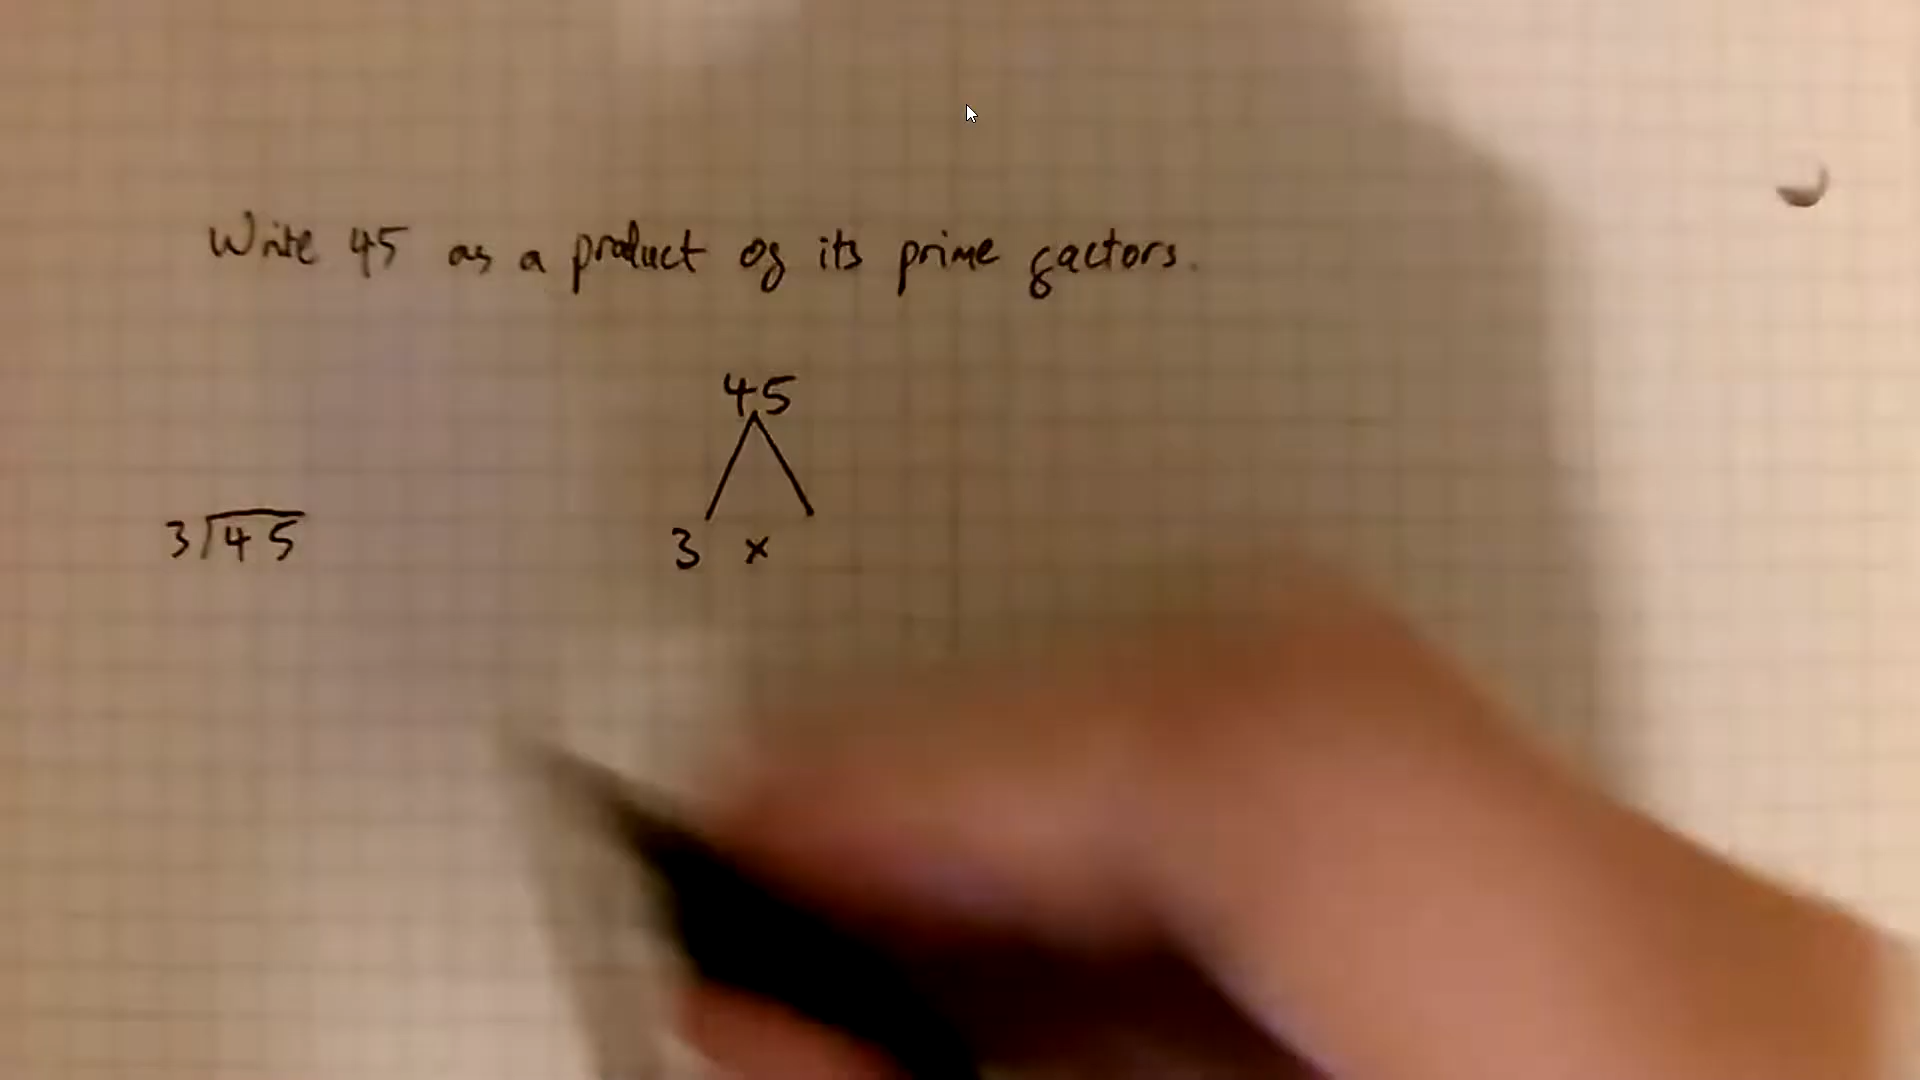 Write 45 as a product of its prime factors.
45
3 x
3 45